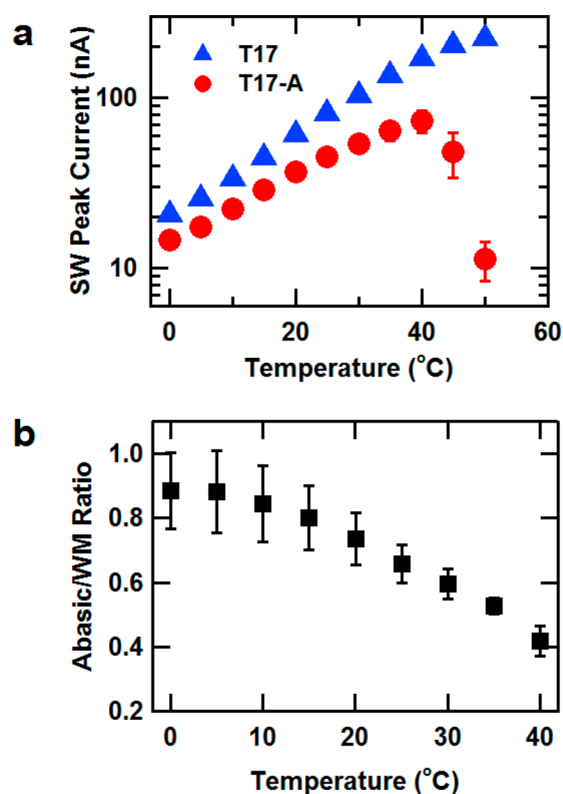 a
SW Peak Current (nA)
T17
T17-A
100
10
0 20 40 60
Temperature (°C)
b
Abasic/WM Ratio
1.0
0.8
0.6
0.4
0.2
0 10 20 30 40
Temperature (°C)